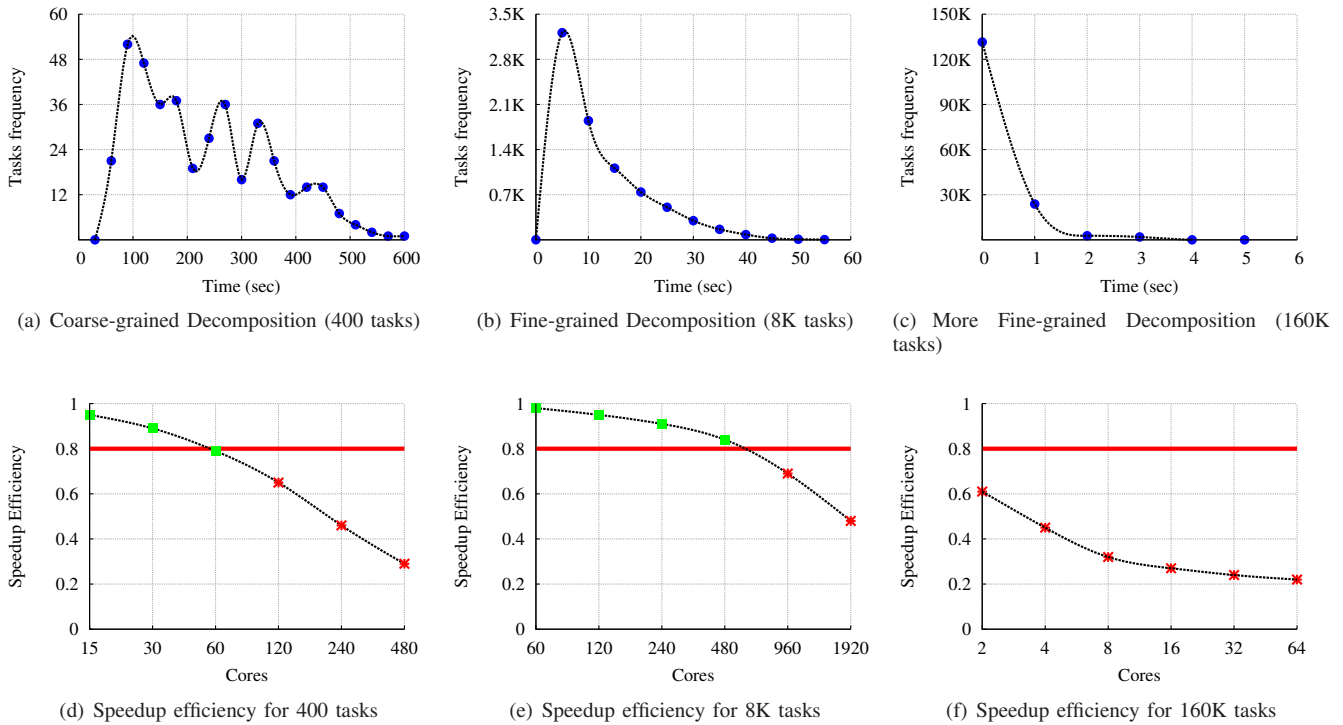 60
48
36
24
12
0 100 200 300 400 500 600
Tasks frequency
Time (sec)
(a) Coarse-grained Decomposition (400 tasks)
3.5K
2.8K
2.1K
1.4K
0.7K
0 10 20 30 40 50 60
Tasks frequency
Time (sec)
(b) Fine-grained Decomposition (8K tasks)
150K
120K
90K
60K
30K
0 1 2 3 4 5 6
Tasks frequency
Time (sec)
(c) More Fine-grained Decomposition (160K
tasks)
1
0.8
0.6
0.4
0.2
0
15 30 60 120 240 480
Speedup Efficiency
Cores
(d) Speedup efficiency for 400 tasks
1
0.8
0.6
0.4
0.2
0
60 120 240 480 960 1920
Speedup Efficiency
Cores
(e) Speedup efficiency for 8K tasks
1
0.8
0.6
0.4
0.2
0
2 4 8 16 32 64
Speedup Efficiency
Cores
(f) Speedup efficiency for 160K tasks